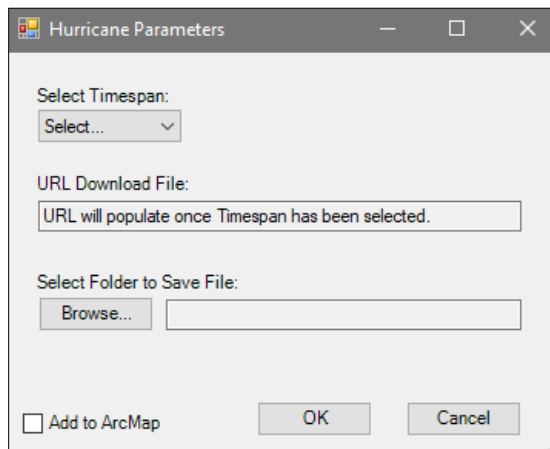 Hurricane Parameters
Select Timespan:
Select...
URL Download File:
URL will populate once Timespan has been selected.
Select Folder to Save File:
Browse...
Add to ArcMap
OK
Cancel